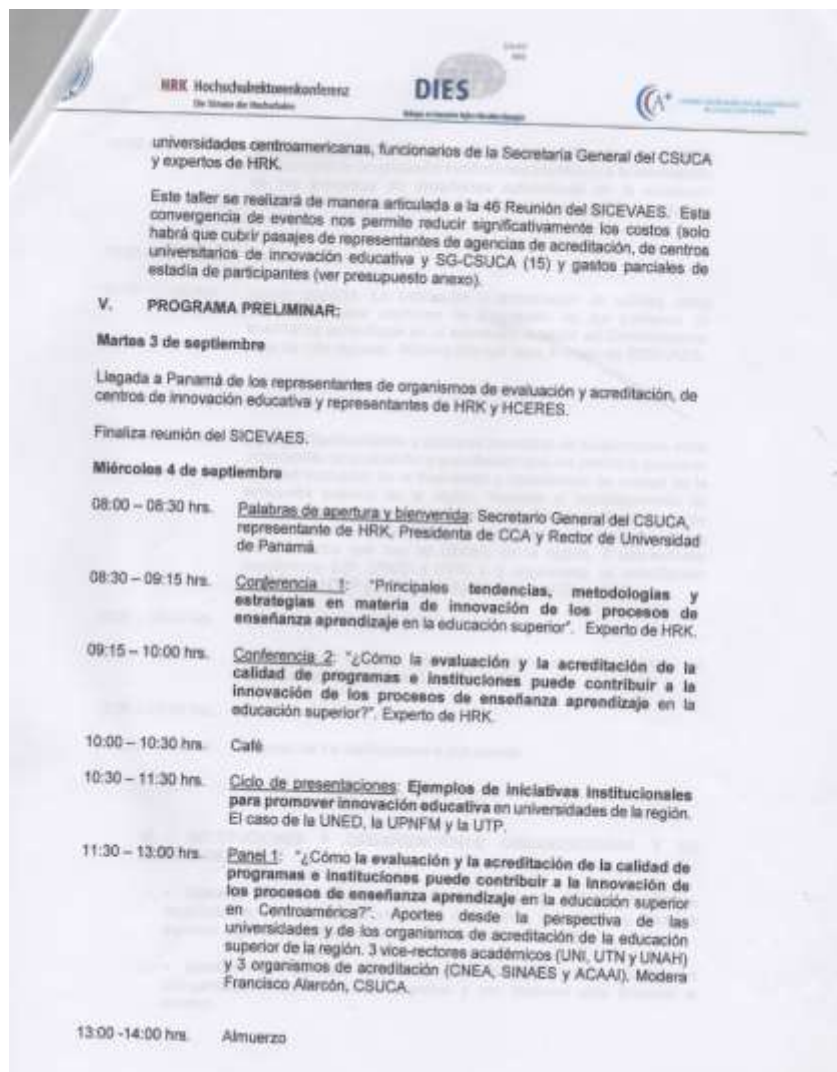 HRK Hochschulrektorenkonferenz
Die Stimme der Hochschulen
DIES
CCA
universidades centroamericanas, funcionarios de la Secretaría General del CSUCA
y expertos de HRK.
Este taller se realizará de manera articulada a la 46 Reunión del SICEVAES. Esta
convergencia de eventos nos permite reducir significativamente los costos (solo
habrá que cubrir pasajes de representantes de agencias de acreditación, de centros
universitarios de innovación educativa y SG-CSUCA (15) y gastos parciales de
estadía de participantes (ver presupuesto anexo).
V. PROGRAMA PRELIMINAR:
Martes 3 de septiembre
Llegada a Panamá de los representantes de organismos de evaluación y acreditación, de
centros de innovación educativa y representantes de HRK y HCERES.
Finaliza reunión del SICEVAES.
Miércoles 4 de septiembre
08:00 – 08:30 hrs. Palabras de apertura y bienvenida: Secretario General del CSUCA,
representante de HRK, Presidenta de CCA y Rector de Universidad
de Panamá.
08:30 – 09:15 hrs. Conferencia 1: "Principales tendencias, metodologías y
estrategias en materia de innovación de los procesos de
enseñanza aprendizaje en la educación superior". Experto de HRK.
09:15 – 10:00 hrs. Conferencia 2: "¿Cómo la evaluación y la acreditación de la
calidad de programas e instituciones puede contribuir a la
innovación de los procesos de enseñanza aprendizaje en la
educación superior?". Experto de HRK.
10:00 – 10:30 hrs. Café
10:30 – 11:30 hrs. Ciclo de presentaciones: Ejemplos de iniciativas institucionales
para promover innovación educativa en universidades de la región.
El caso de la UNED, la UPNFM y la UTP.
11:30 – 13:00 hrs. Panel 1: "¿Cómo la evaluación y la acreditación de la calidad de
programas e instituciones puede contribuir a la innovación de
los procesos de enseñanza aprendizaje en la educación superior
en Centroamérica?". Aportes desde la perspectiva de las
universidades y de los organismos de acreditación de la educación
superior de la región. 3 vice-rectores académicos (UNI, UTN y UNAH)
y 3 organismos de acreditación (CNEA, SINAES y ACAAI). Modera
Francisco Alarcón, CSUCA.
13:00 -14:00 hrs. Almuerzo